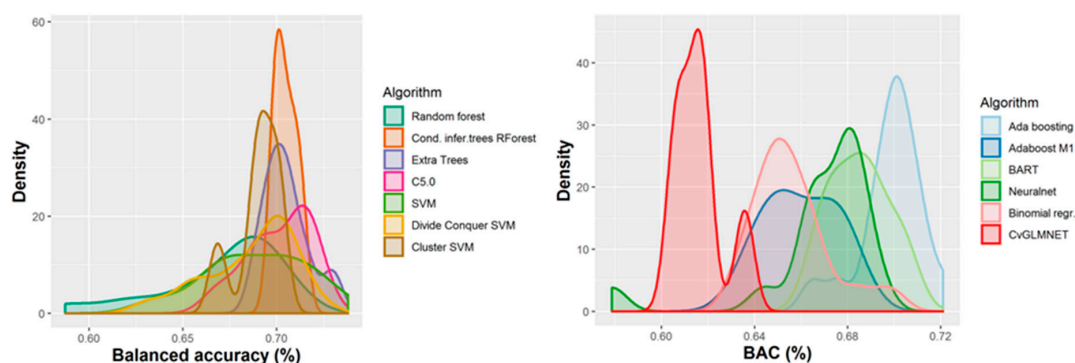 60
40
20
0
Density
0.60
0.65
0.70
Balanced accuracy (%)
Algorithm
Random forest
Cond. infer.trees RForest
Extra Trees
C5.0
SVM
Divide Conquer SVM
Cluster SVM
40
30
20
10
0
Density
0.60
0.64
0.68
0.72
BAC (%)
Algorithm
Ada boosting
Adaboost M1
BART
Neuralnet
Binomial regr.
CvGLMNET